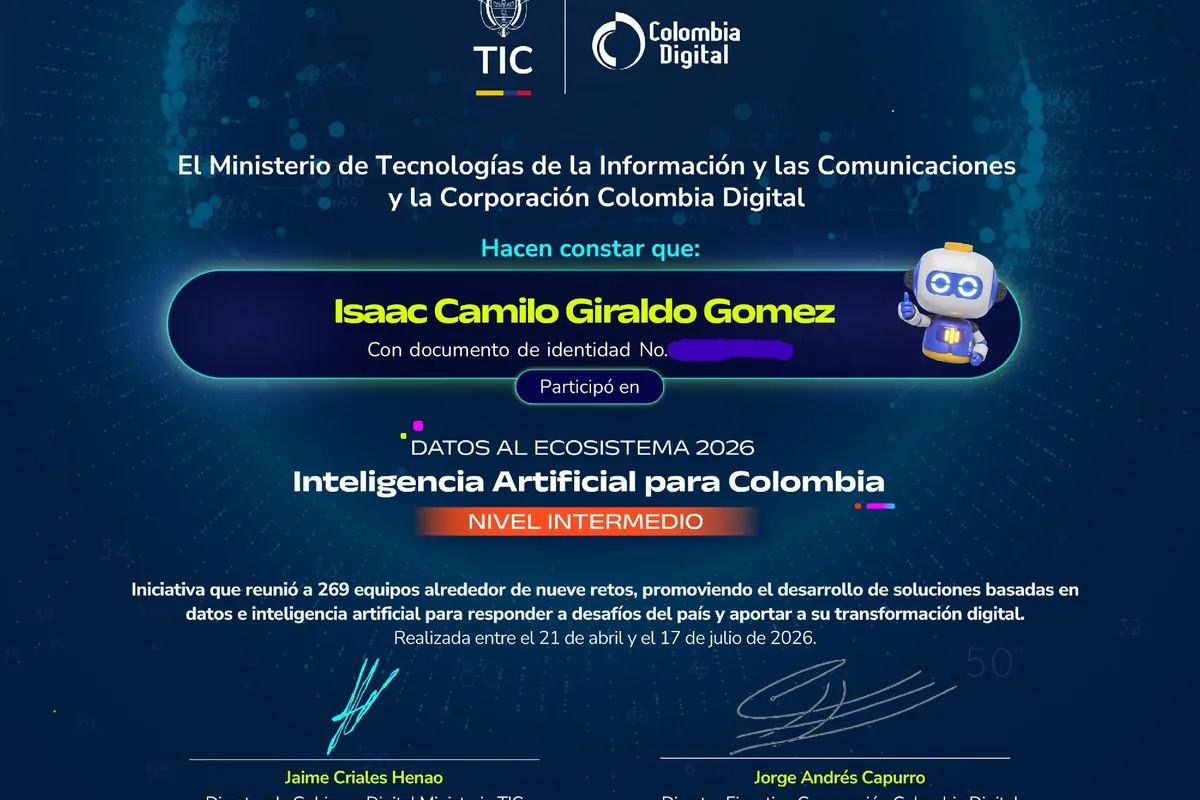 TIC
Colombia
Digital
El Ministerio de Tecnologías de la Información y las Comunicaciones
y la Corporación Colombia Digital
Hacen constar que:
Isaac Camilo Giraldo Gomez
Con documento de identidad No.
Participó en
DATOS AL ECOSISTEMA 2026
Inteligencia Artificial para Colombia
NIVEL INTERMEDIO
Iniciativa que reunió a 269 equipos alrededor de nueve retos, promoviendo el desarrollo de soluciones basadas en
datos e inteligencia artificial para responder a desafíos del país y aportar a su transformación digital.
Realizada entre el 21 de abril y el 17 de julio de 2026.
50
Jaime Criales Henao
Jorge Andrés Capurro